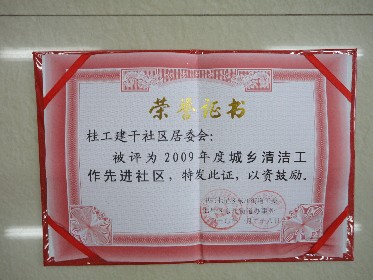 荣誉证书
桂工建干社区居委会：
被评为2009年度城乡清洁工
作先进社区，特发此证，以资鼓励。